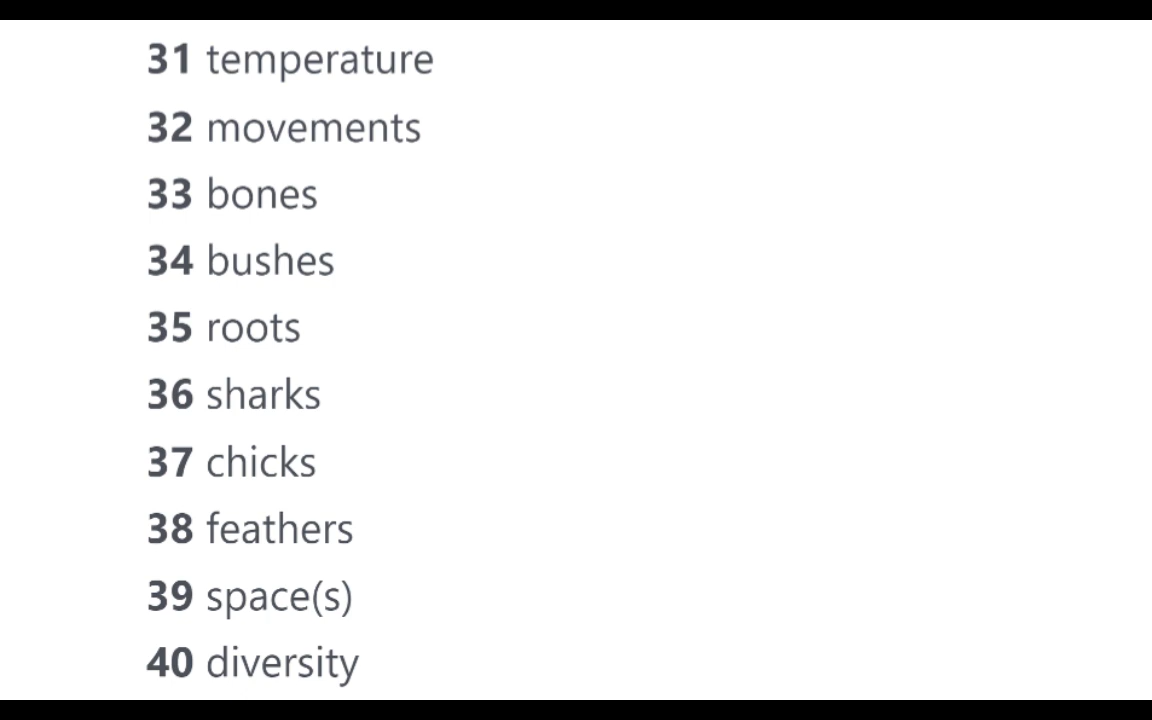 31 temperature
32 movements
33 bones
34 bushes
35 roots
36 sharks
37 chicks
38 feathers
39 space(s)
40 diversity